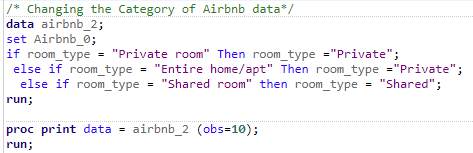 /* Changing the Category of Airbnb data*/
data airbnb_2;
set Airbnb_0;
if room_type = "Private room" Then room_type ="Private";
else if room_type = "Entire home/apt" Then room_type ="Private";
else if room_type = "Shared room" then room_type = "Shared";
run;
proc print data = airbnb_2 (obs=10);
run;